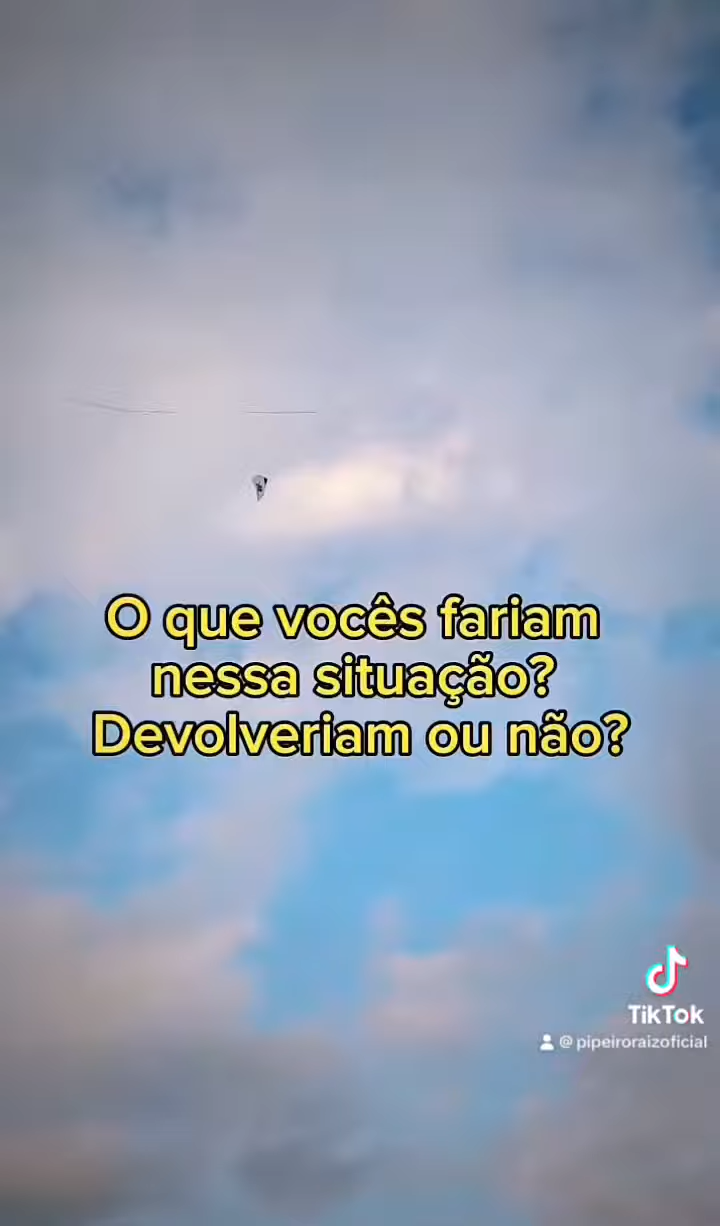 O que vocês fariam
nessa situação?
Devolveriam ou não?
TikTok
@pipeiroraizoficial